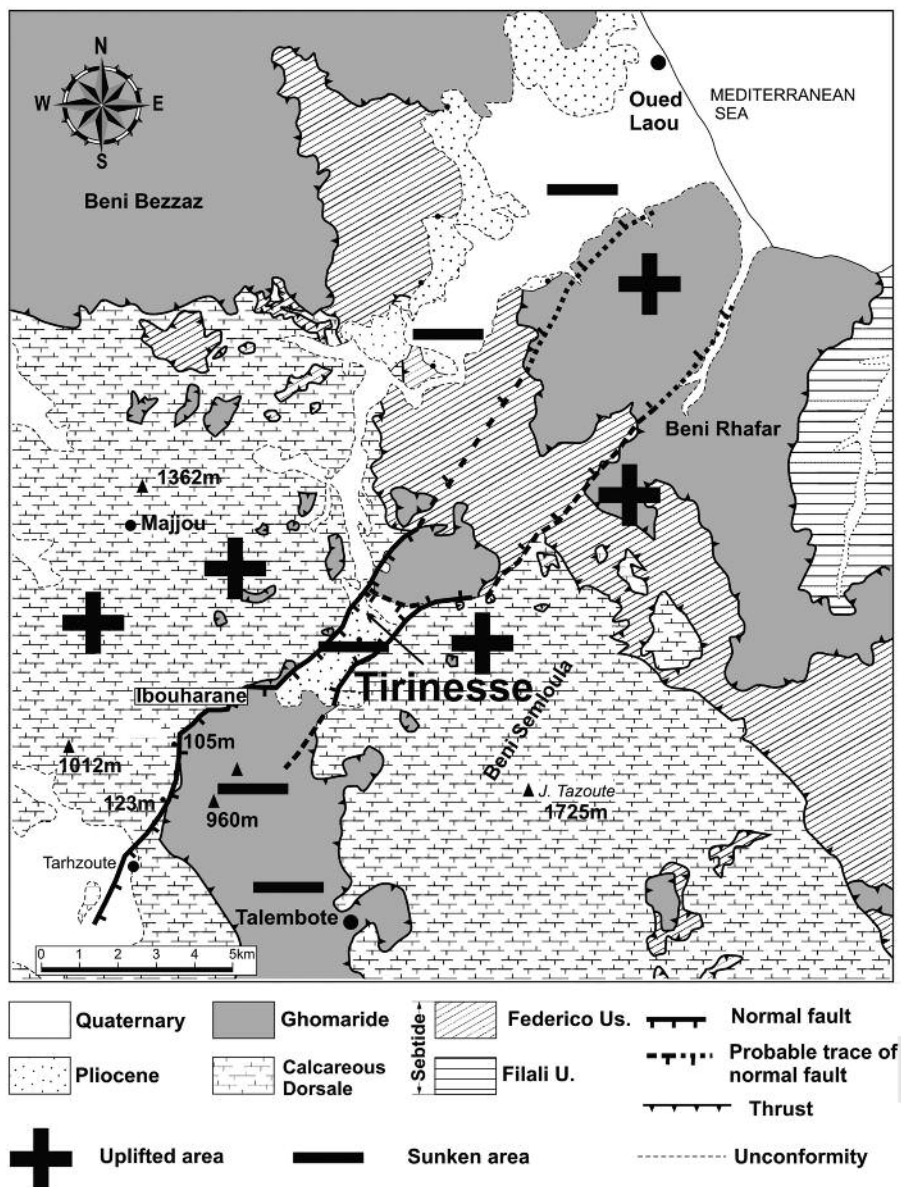 N
W
E
S
Oued
Laou
MEDITERRANEAN
SEA
Beni Bezzaz
Beni Rhafar
1362m
Majjou
Ibouharane
Tirinesse
Beni Semloula
105m
1012m
123m
960m
J. Tazoute
1725m
Tarhzoute
Talembote
0 1 2 3 4 5km
Quaternary
Ghomaride
Sebtide
Federico Us.
Normal fault
Pliocene
Calcareous
Dorsale
Filali U.
Probable trace of
normal fault
Thrust
Uplifted area
Sunken area
Unconformity